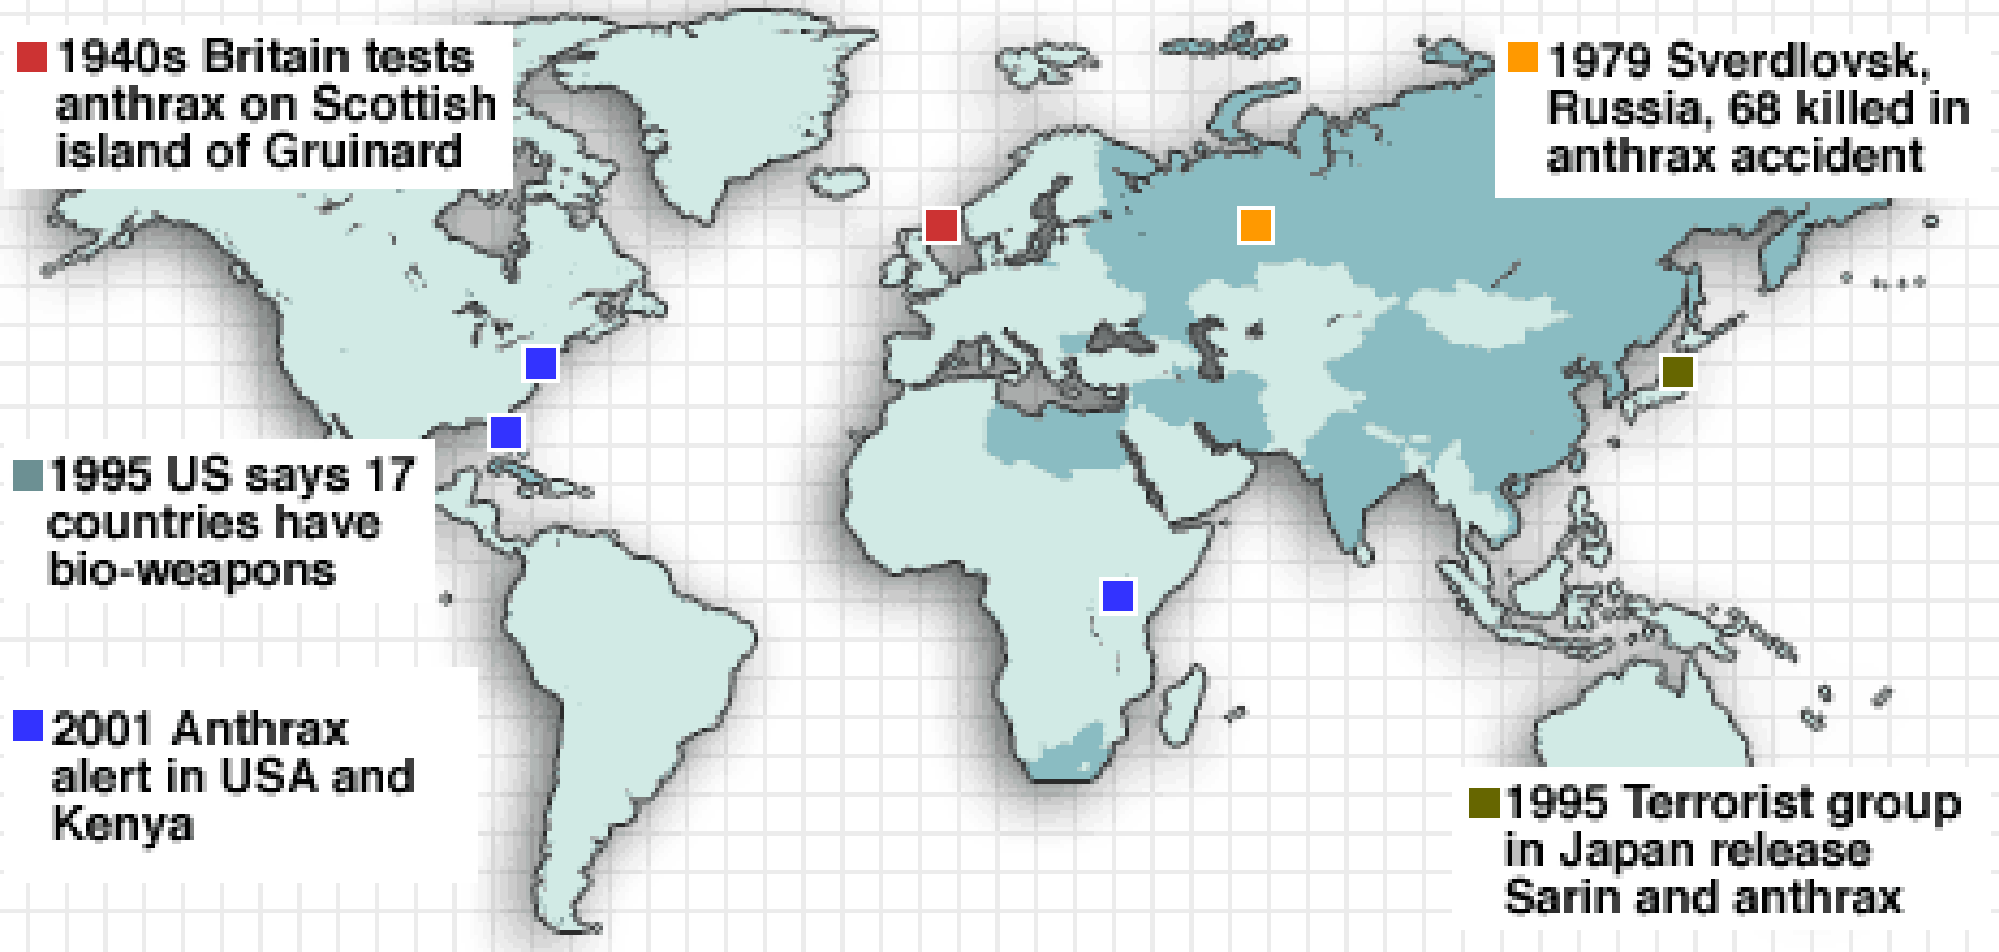 1940s Britain tests
anthrax on Scottish
island of Gruinard
1979 Sverdlovsk,
Russia, 68 killed in
anthrax accident
1995 US says 17
countries have
bio-weapons
2001 Anthrax
alert in USA and
Kenya
1995 Terrorist group
in Japan release
Sarin and anthrax